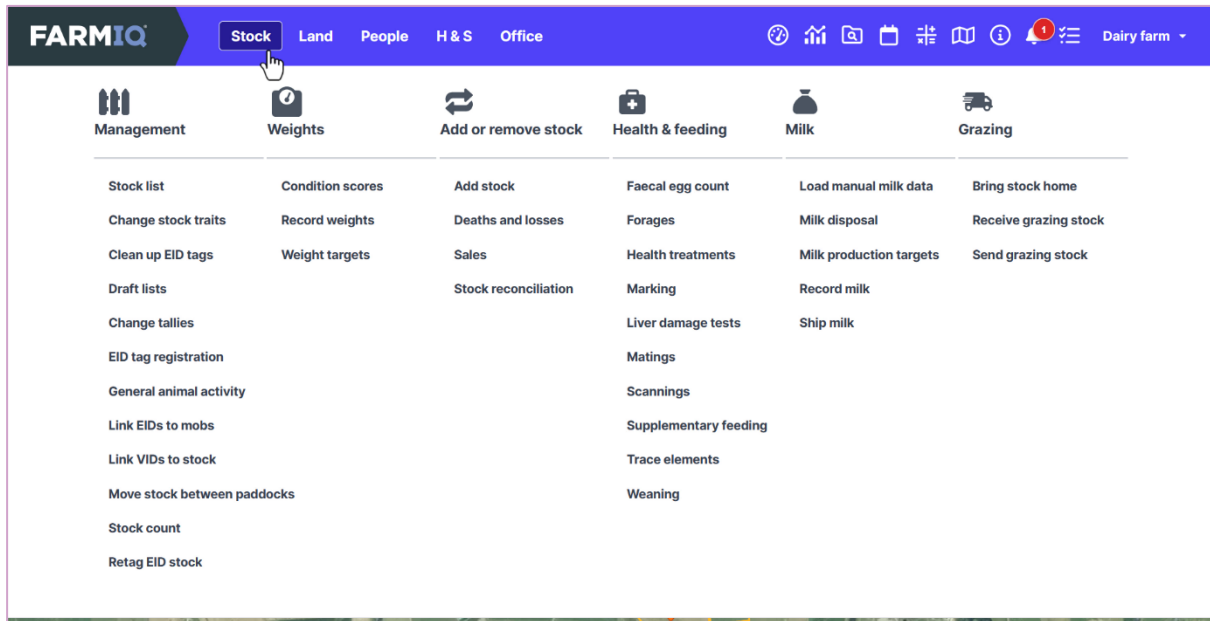 FARMIQ Stock Land People H & S Office 1 Dairy farm
Management Weights Add or remove stock Health & feeding Milk Grazing
Stock list Condition scores Add stock Faecal egg count Load manual milk data Bring stock home
Change stock traits Record weights Deaths and losses Forages Milk disposal Receive grazing stock
Clean up EID tags Weight targets Sales Health treatments Milk production targets Send grazing stock
Draft lists Stock reconciliation Marking Record milk
Change tallies Liver damage tests Ship milk
EID tag registration Matings
General animal activity Scannings
Link EIDs to mobs Supplementary feeding
Link VIDs to stock Trace elements
Move stock between paddocks Weaning
Stock count
Retag EID stock